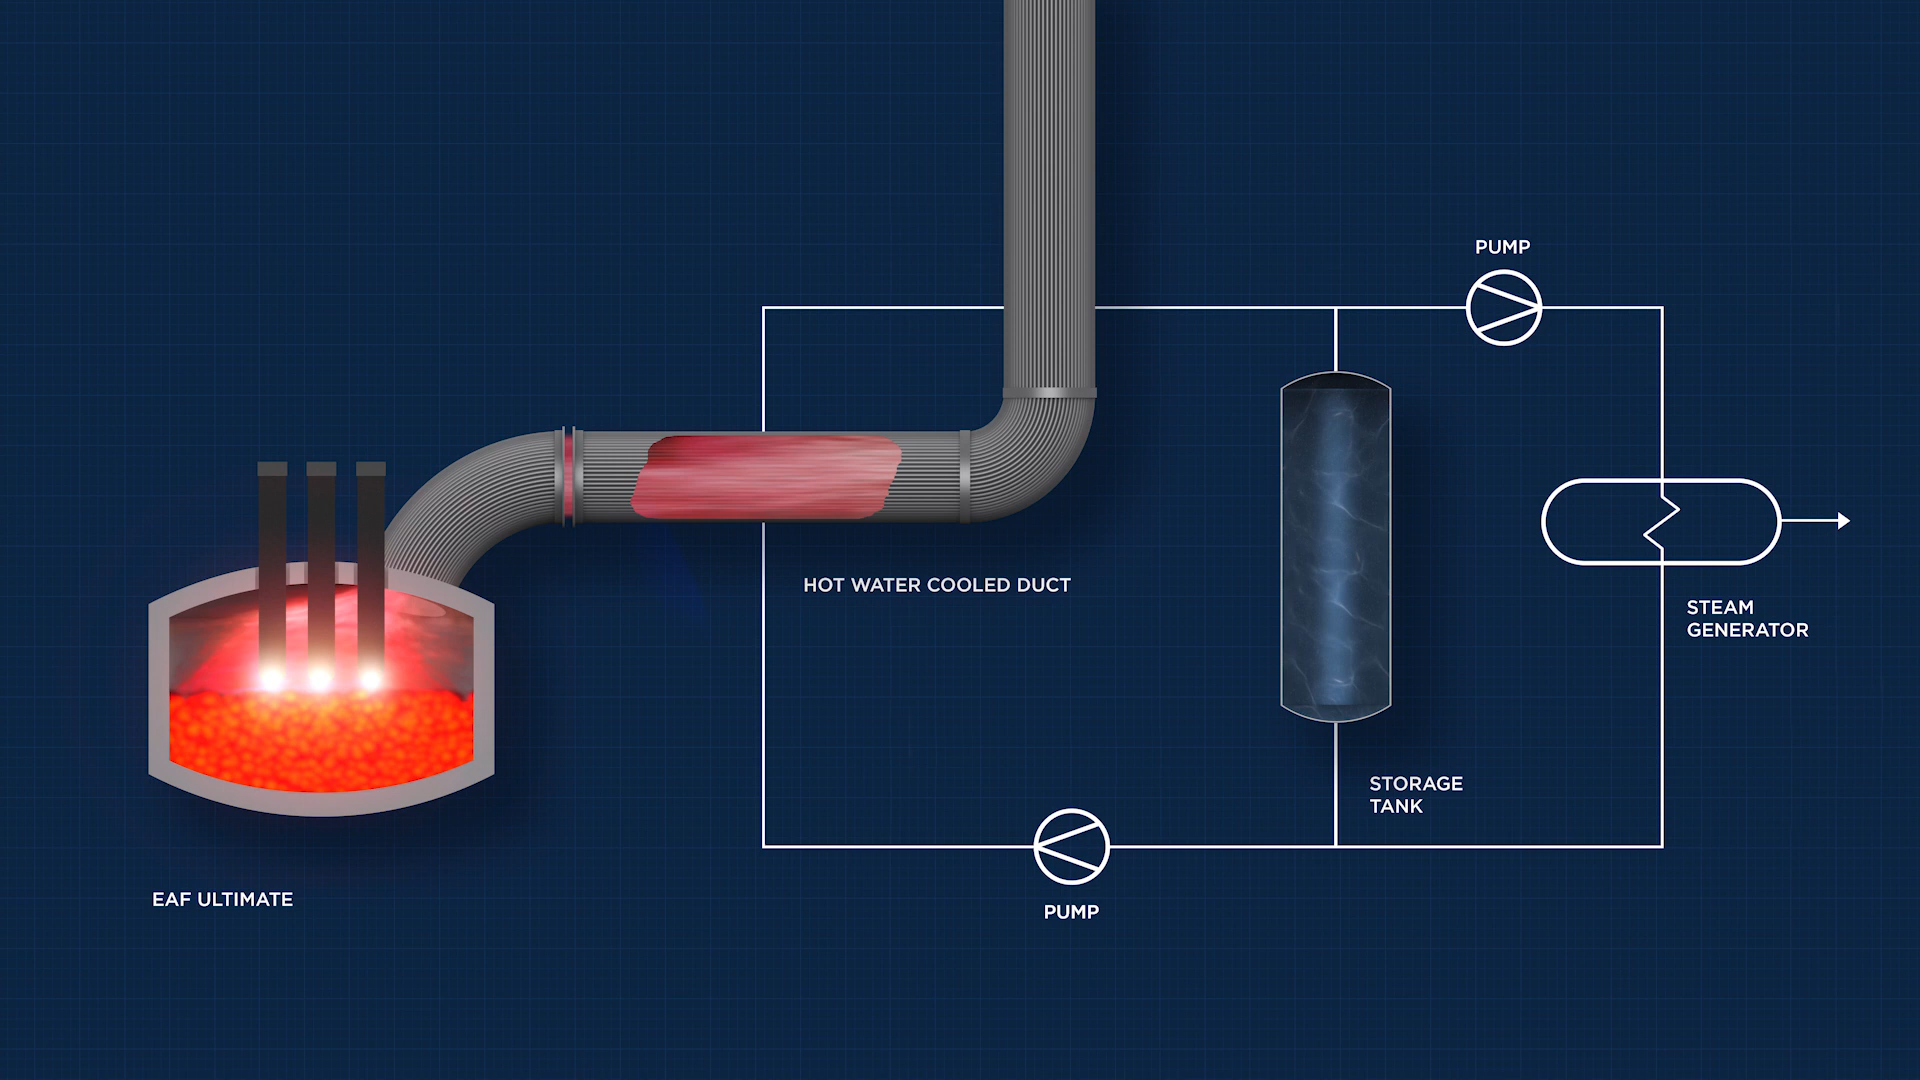 PUMP
HOT WATER COOLED DUCT
STEAM
GENERATOR
STORAGE
TANK
EAF ULTIMATE
PUMP